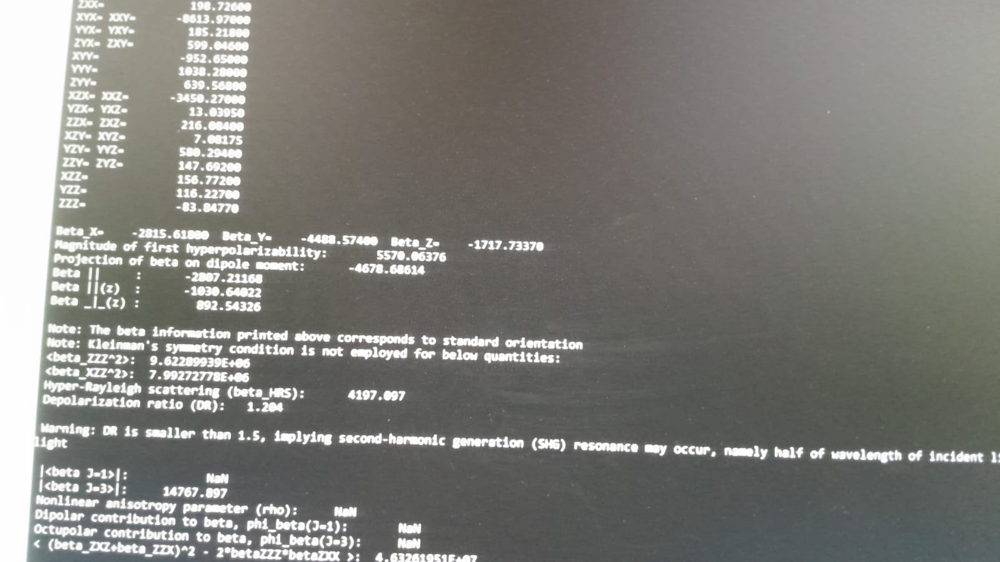 ZXX= 198.72600
XYX= XXY= -8613.97000
YYX= YXY= 185.21800
ZYX= ZXY= 599.04600
XYY= -952.65000
YYY= 1038.28000
ZYY= 639.56800
XZX= XXZ= -3450.27000
YZX= YXZ= 13.03950
ZZX= ZXZ= 216.08400
XZY= XYZ= 7.08175
YZY= YYZ= 580.29400
ZZY= ZYZ= 147.69200
XZZ= 156.77200
YZZ= 116.22700
ZZZ= -83.84770
Beta_X= -2815.61800 Beta_Y= -4488.57400 Beta_Z= -1717.73370
Magnitude of first hyperpolarizability: 5570.06376
Projection of beta on dipole moment: -4678.68614
Beta || : -2807.21168
Beta ||(z) : -1030.64022
Beta _|_(z) : 892.54326
Note: The beta information printed above corresponds to standard orientation
Note: Kleinman's symmetry condition is not employed for below quantities:
<beta_ZZZ^2>: 9.62289939E+06
<beta_XZZ^2>: 7.99272778E+06
Hyper-Rayleigh scattering (beta_HRS): 4197.097
Depolarization ratio (DR): 1.204
Warning: DR is smaller than 1.5, implying second-harmonic generation (SHG) resonance may occur, namely half of wavelength of incident li
light
|<beta J=1>|: NaN
|<beta J=3>|: 14767.897
Nonlinear anisotropy parameter (rho): NaN
Dipolar contribution to beta, phi_beta(J=1): NaN
Octupolar contribution to beta, phi_beta(J=3): NaN
< (beta_ZXZ+beta_ZZX)^2 - 2*betaZZZ*betaZXX >: 4.63261951E+07